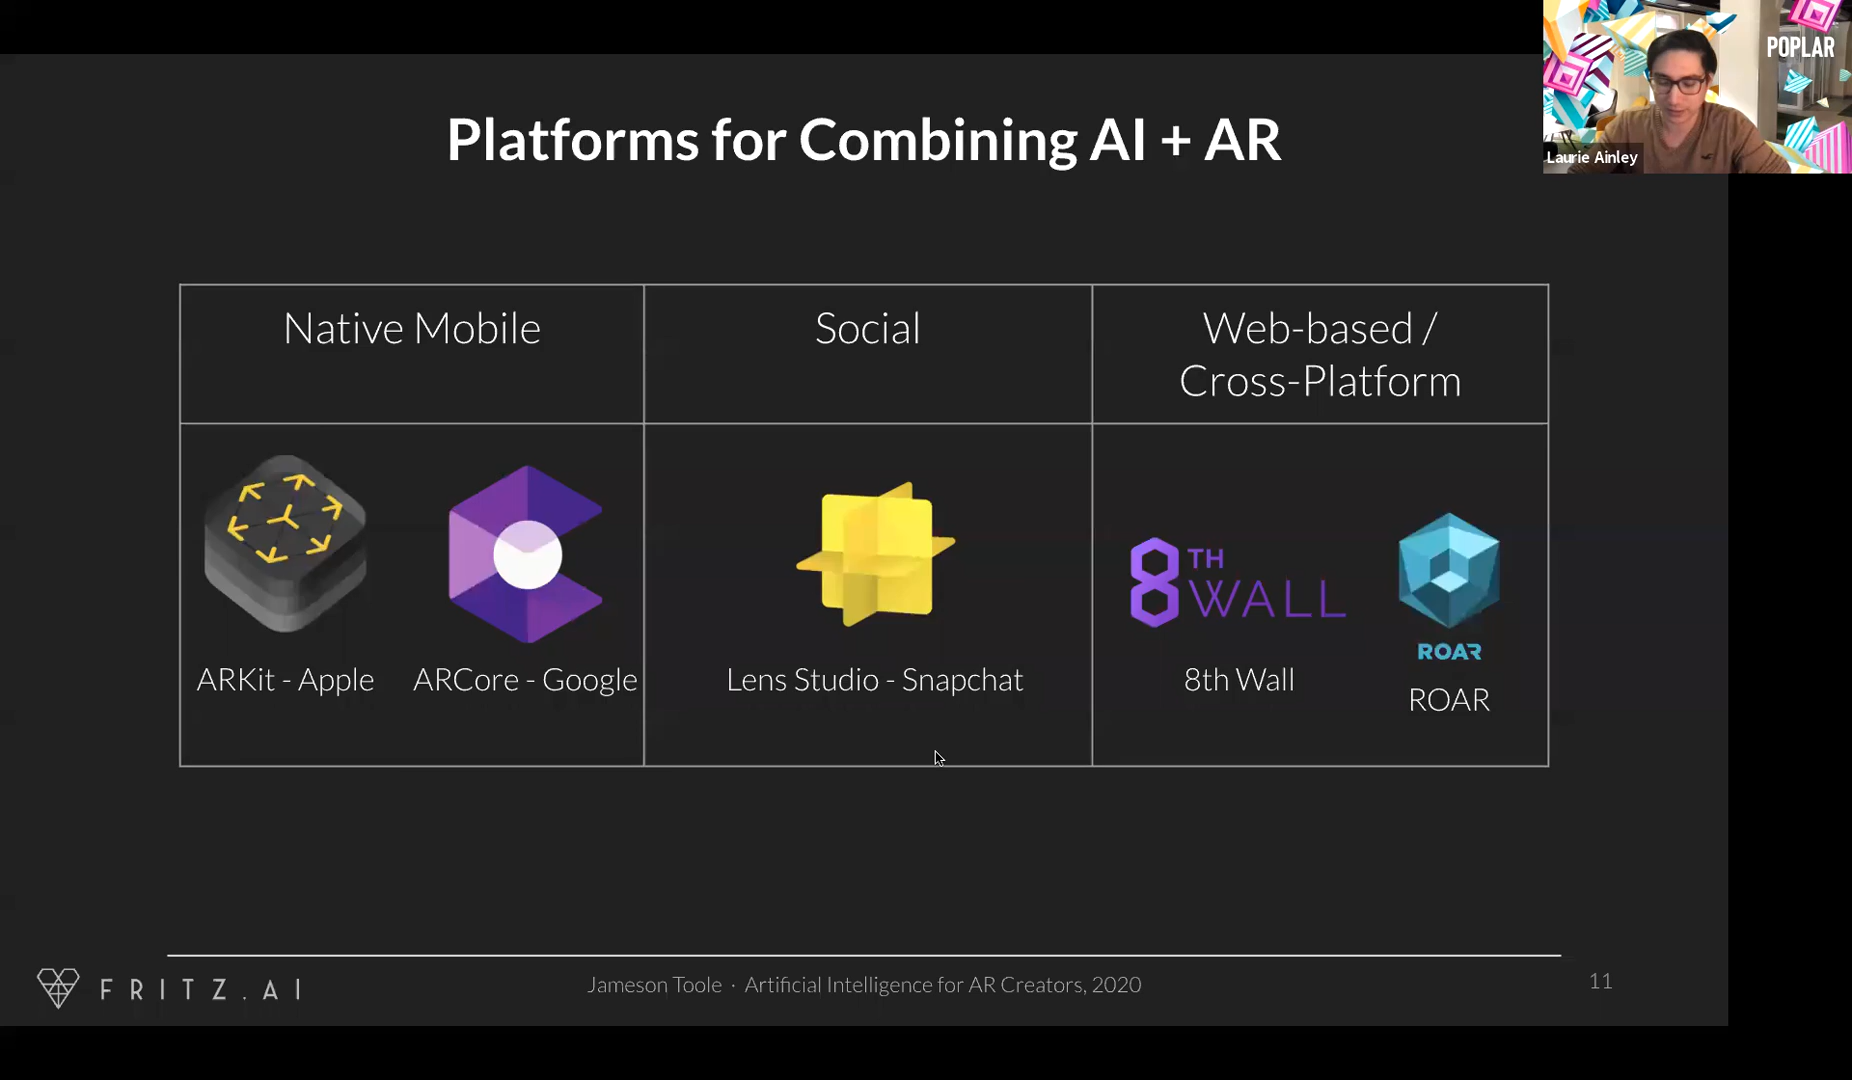 POPLAR
Laurie Ainley
Platforms for Combining AI + AR
Native Mobile
Social
Web-based /
Cross-Platform
8TH WALL
ROAR
ARKit - Apple
ARCore - Google
Lens Studio - Snapchat
8th Wall
ROAR
FRITZ.AI
Jameson Toole · Artificial Intelligence for AR Creators, 2020
11